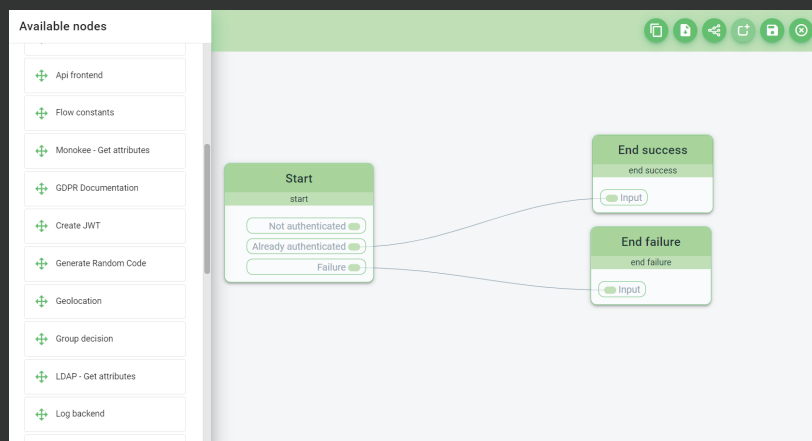 Available nodes
Api frontend
Flow constants
Monokee - Get attributes
GDPR Documentation
Create JWT
Generate Random Code
Geolocation
Group decision
LDAP - Get attributes
Log backend
Start
start
Not authenticated
Already authenticated
Failure
End success
end success
Input
End failure
end failure
Input